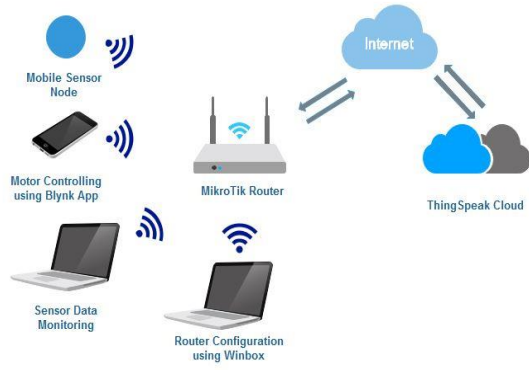 Internet
Mobile Sensor
Node
Motor Controlling
using Blynk App
MikroTik Router
ThingSpeak Cloud
Sensor Data
Monitoring
Router Configuration
using Winbox